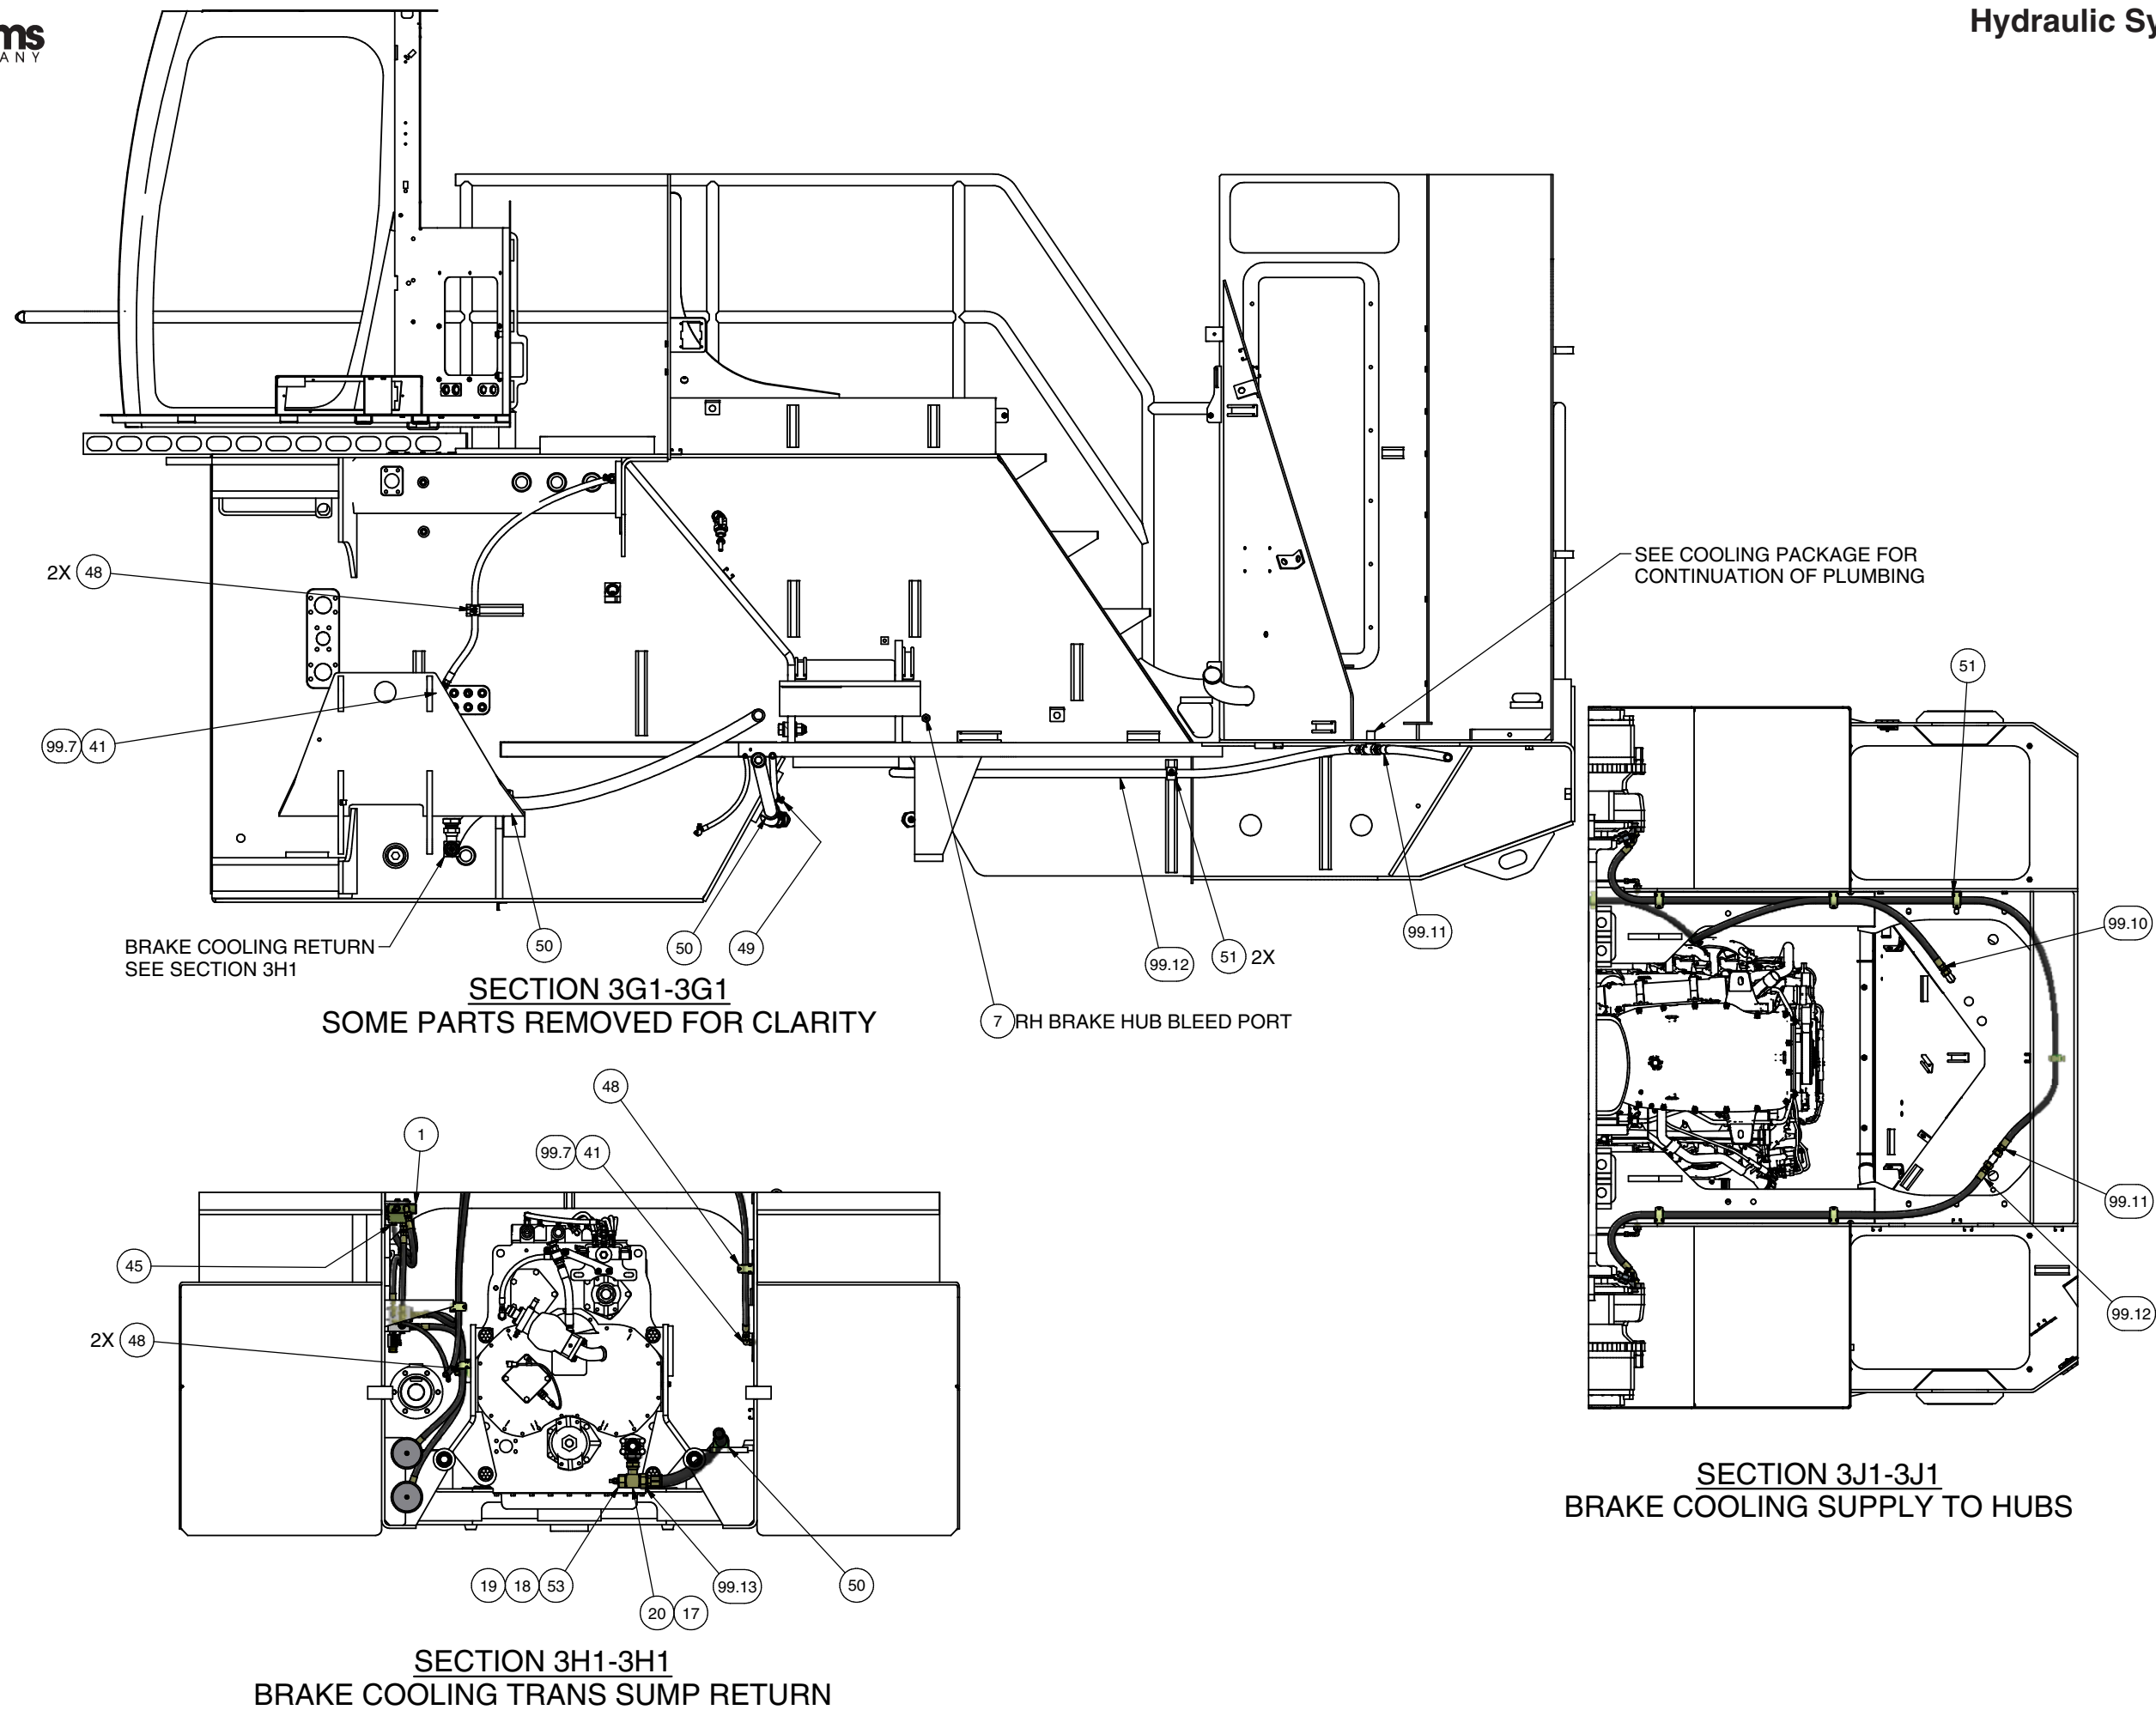 Hydraulic Sy
ms
ANY
2X 48
99.7 41
BRAKE COOLING RETURN
SEE SECTION 3H1
50
50
49
99.12
51 2X
99.11
7 RH BRAKE HUB BLEED PORT
SEE COOLING PACKAGE FOR
CONTINUATION OF PLUMBING
SECTION 3G1-3G1
SOME PARTS REMOVED FOR CLARITY
51
99.10
99.11
99.12
SECTION 3J1-3J1
BRAKE COOLING SUPPLY TO HUBS
48
1
99.7 41
45
2X 48
19 18 53
99.13
50
20 17
SECTION 3H1-3H1
BRAKE COOLING TRANS SUMP RETURN